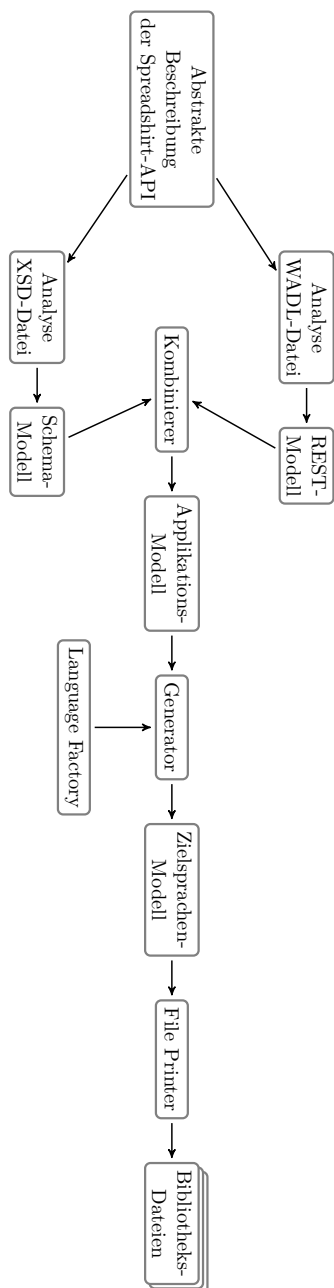 Abstrakte
Beschreibung
der Spreadshirt-API
Analyse
WADL-Datei
REST-
Modell
Analyse
XSD-Datei
Schema-
Modell
Kombinierer
Applikations-
Modell
Generator
Language Factory
Zielsprachen-
Modell
File Printer
Bibliotheks-
Dateien